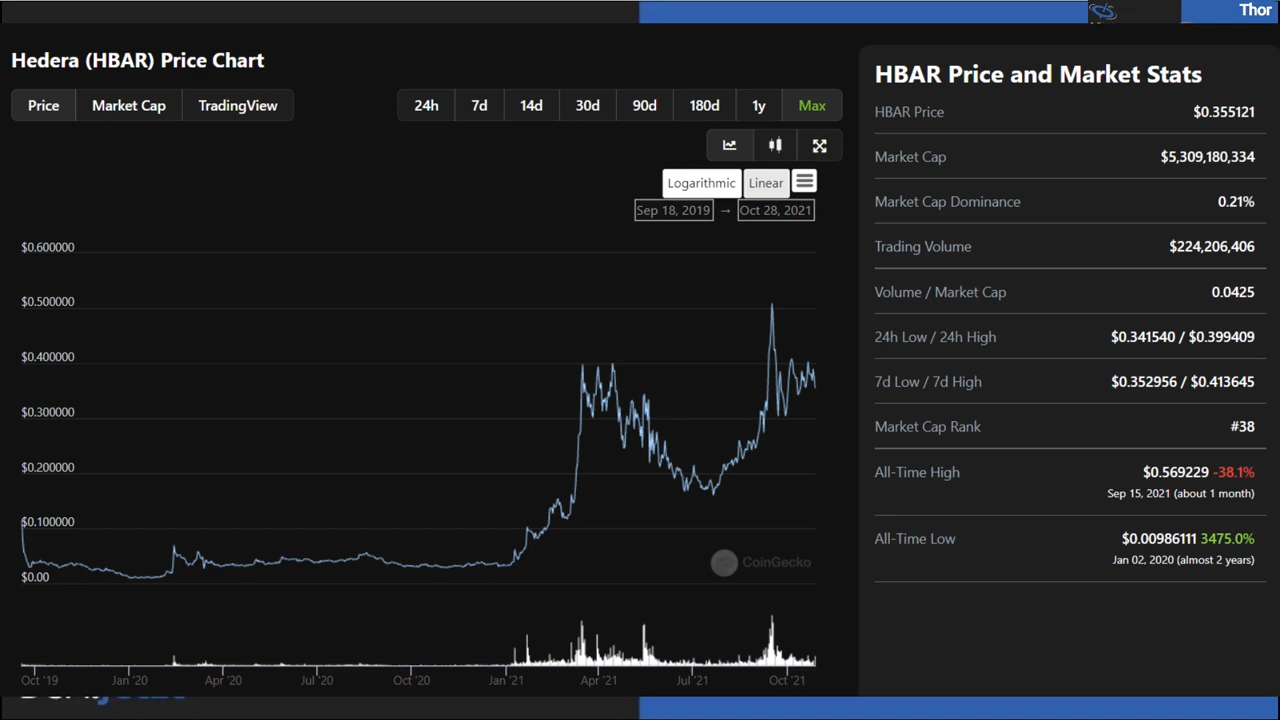 Thor
Hedera (HBAR) Price Chart
Price Market Cap TradingView
24h 7d 14d 30d 90d 180d 1y Max
Logarithmic Linear
Sep 18, 2019 → Oct 28, 2021
$0.600000
$0.500000
$0.400000
$0.300000
$0.200000
$0.100000
$0.00
CoinGecko
Oct '19 Jan '20 Apr '20 Jul '20 Oct '20 Jan '21 Apr '21 Jul '21 Oct '21
HBAR Price and Market Stats
HBAR Price $0.355121
Market Cap $5,309,180,334
Market Cap Dominance 0.21%
Trading Volume $224,206,406
Volume / Market Cap 0.0425
24h Low / 24h High $0.341540 / $0.399409
7d Low / 7d High $0.352956 / $0.413645
Market Cap Rank #38
All-Time High $0.569229 -38.1%
Sep 15, 2021 (about 1 month)
All-Time Low $0.00986111 3475.0%
Jan 02, 2020 (almost 2 years)